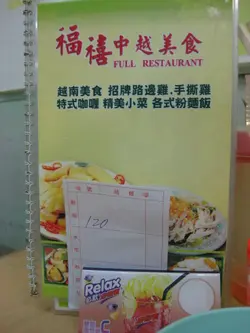 福禧中越美食
FULL RESTAURANT
越南美食 招牌路邊雞.手撕雞
特式咖喱 精美小菜 各式粉麵飯
120
Relax
C